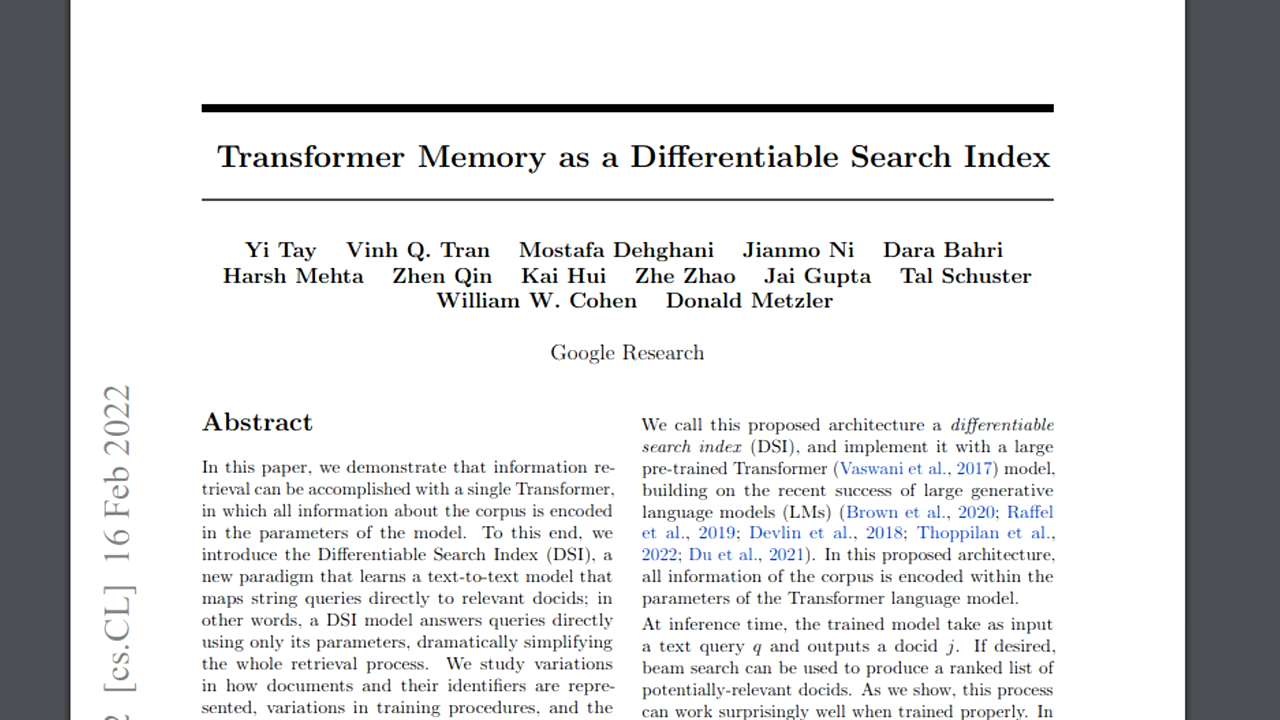 Transformer Memory as a Differentiable Search Index
Yi Tay Vinh Q. Tran Mostafa Dehghani Jianmo Ni Dara Bahri
Harsh Mehta Zhen Qin Kai Hui Zhe Zhao Jai Gupta Tal Schuster
William W. Cohen Donald Metzler
Google Research
[cs.CL] 16 Feb 2022
Abstract
In this paper, we demonstrate that information re-
trieval can be accomplished with a single Transformer,
in which all information about the corpus is encoded
in the parameters of the model. To this end, we
introduce the Differentiable Search Index (DSI), a
new paradigm that learns a text-to-text model that
maps string queries directly to relevant docids; in
other words, a DSI model answers queries directly
using only its parameters, dramatically simplifying
the whole retrieval process. We study variations
in how documents and their identifiers are repre-
sented, variations in training procedures, and the
We call this proposed architecture a differentiable
search index (DSI), and implement it with a large
pre-trained Transformer (Vaswani et al., 2017) model,
building on the recent success of large generative
language models (LMs) (Brown et al., 2020; Raffel
et al., 2019; Devlin et al., 2018; Thoppilan et al.,
2022; Du et al., 2021). In this proposed architecture,
all information of the corpus is encoded within the
parameters of the Transformer language model.
At inference time, the trained model take as input
a text query q and outputs a docid j. If desired,
beam search can be used to produce a ranked list of
potentially-relevant docids. As we show, this process
can work surprisingly well when trained properly. In